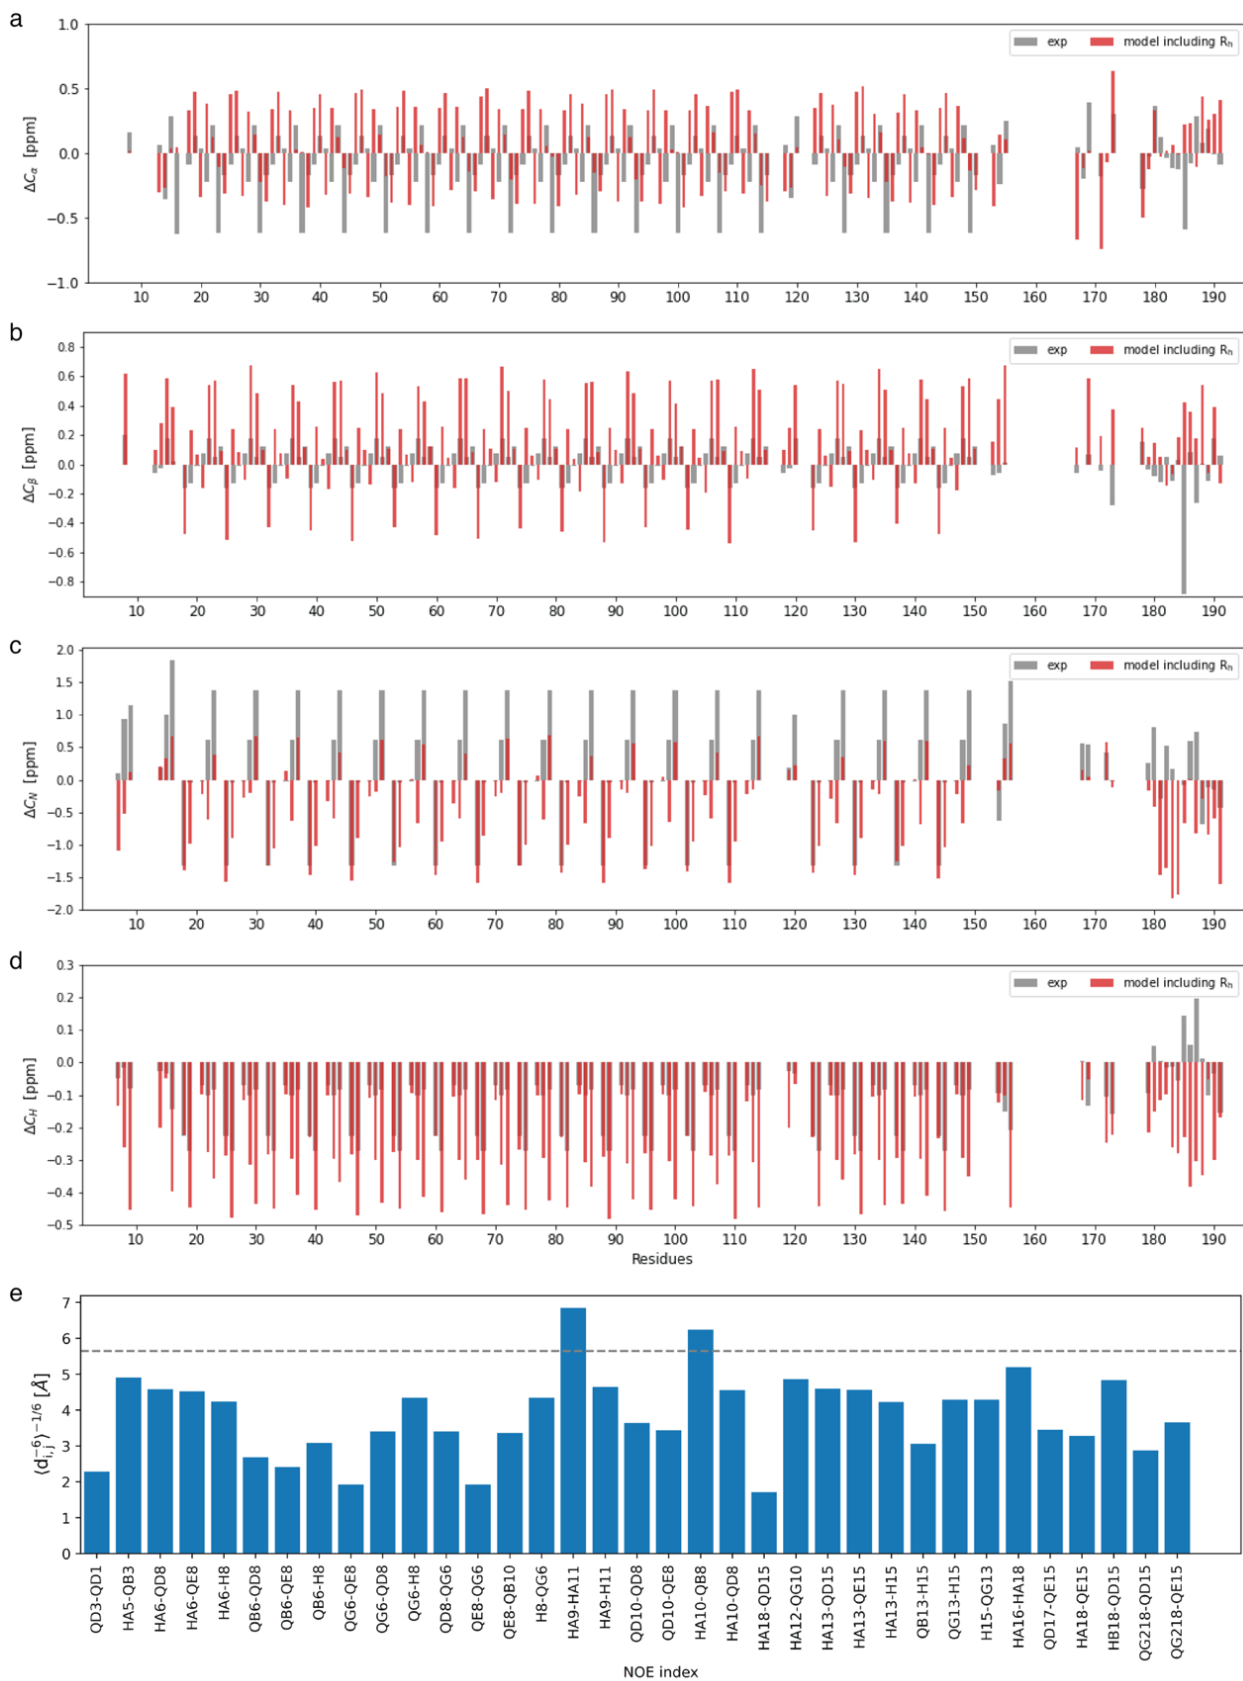 a
1.0
0.5
0.0
−0.5
−1.0
ΔCα [ppm]
exp
model including Rh
10 20 30 40 50 60 70 80 90 100 110 120 130 140 150 160 170 180 190
b
0.8
0.6
0.4
0.2
0.0
−0.2
−0.4
−0.6
−0.8
ΔCβ [ppm]
exp
model including Rh
10 20 30 40 50 60 70 80 90 100 110 120 130 140 150 160 170 180 190
c
2.0
1.5
1.0
0.5
0.0
−0.5
−1.0
−1.5
−2.0
ΔCN [ppm]
exp
model including Rh
10 20 30 40 50 60 70 80 90 100 110 120 130 140 150 160 170 180 190
d
0.3
0.2
0.1
0.0
−0.1
−0.2
−0.3
−0.4
−0.5
ΔCH [ppm]
exp
model including Rh
10 20 30 40 50 60 70 80 90 100 110 120 130 140 150 160 170 180 190
Residues
e
7
6
5
4
3
2
1
0
⟨d−6i,j⟩−1/6 [Å]
QD3-QD1
HA5-QB3
HA6-QD8
HA6-QE8
HA6-H8
QB6-QD8
QB6-QE8
QB6-H8
QG6-QE8
QG6-QD8
QG6-H8
QD8-QG6
QE8-QG6
QE8-QB10
H8-QG6
HA9-HA11
HA9-H11
QD10-QD8
QD10-QE8
HA10-QB8
HA10-QD8
HA18-QD15
HA12-QG10
HA13-QD15
HA13-QE15
HA13-H15
QB13-H15
QG13-H15
H15-QG13
HA16-HA18
QD17-QE15
HA18-QE15
HB18-QD15
QG218-QD15
QG218-QE15
NOE index